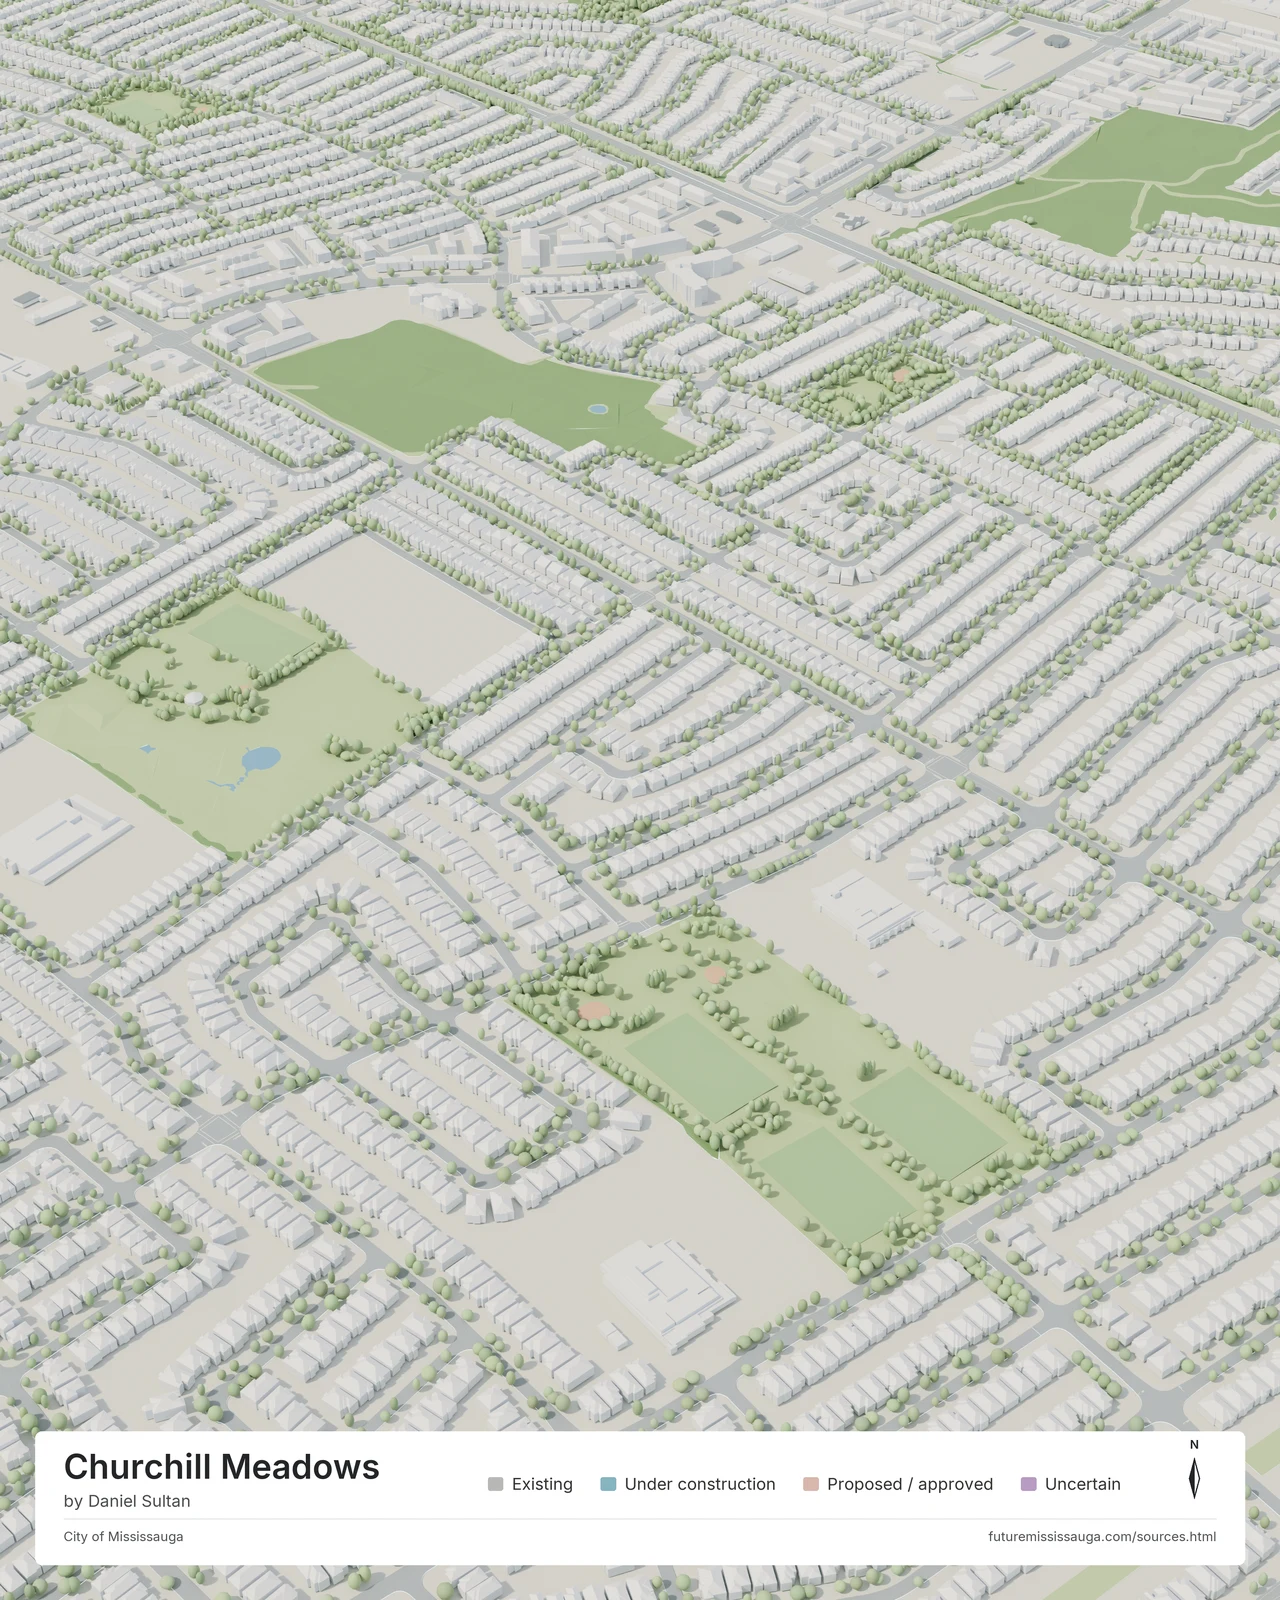 Churchill Meadows
by Daniel Sultan
Existing
Under construction
Proposed / approved
Uncertain
N
City of Mississauga
futuremississauga.com/sources.html